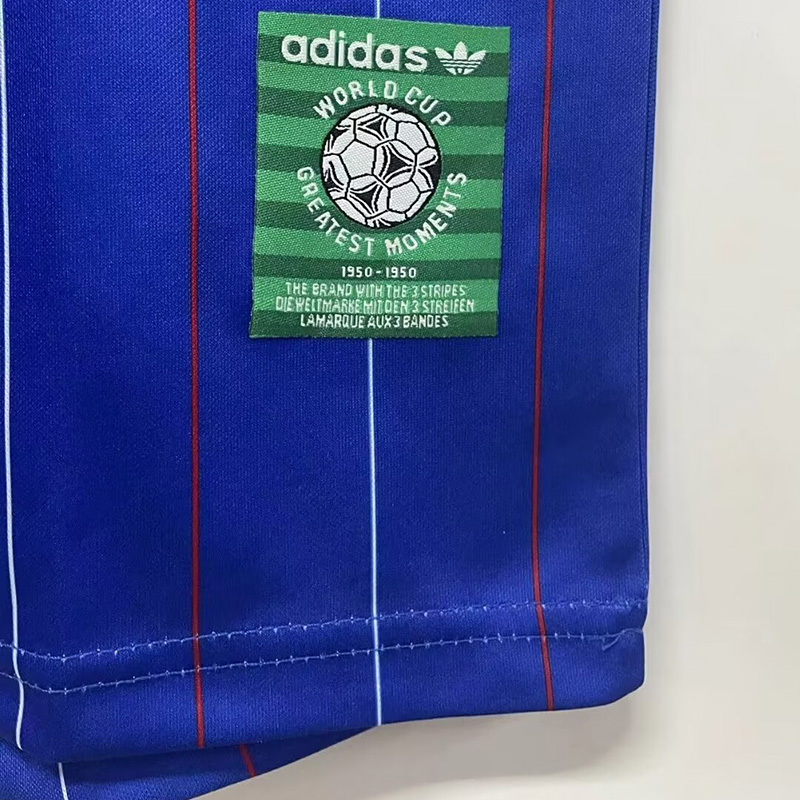 adidas
WORLD CUP
GREATEST MOMENTS
1950-1950
THE BRAND WITH THE 3 STRIPES
DIE WELTMARKE MIT DEN 3 STREIFEN
LAMARQUE AUX 3 BANDES